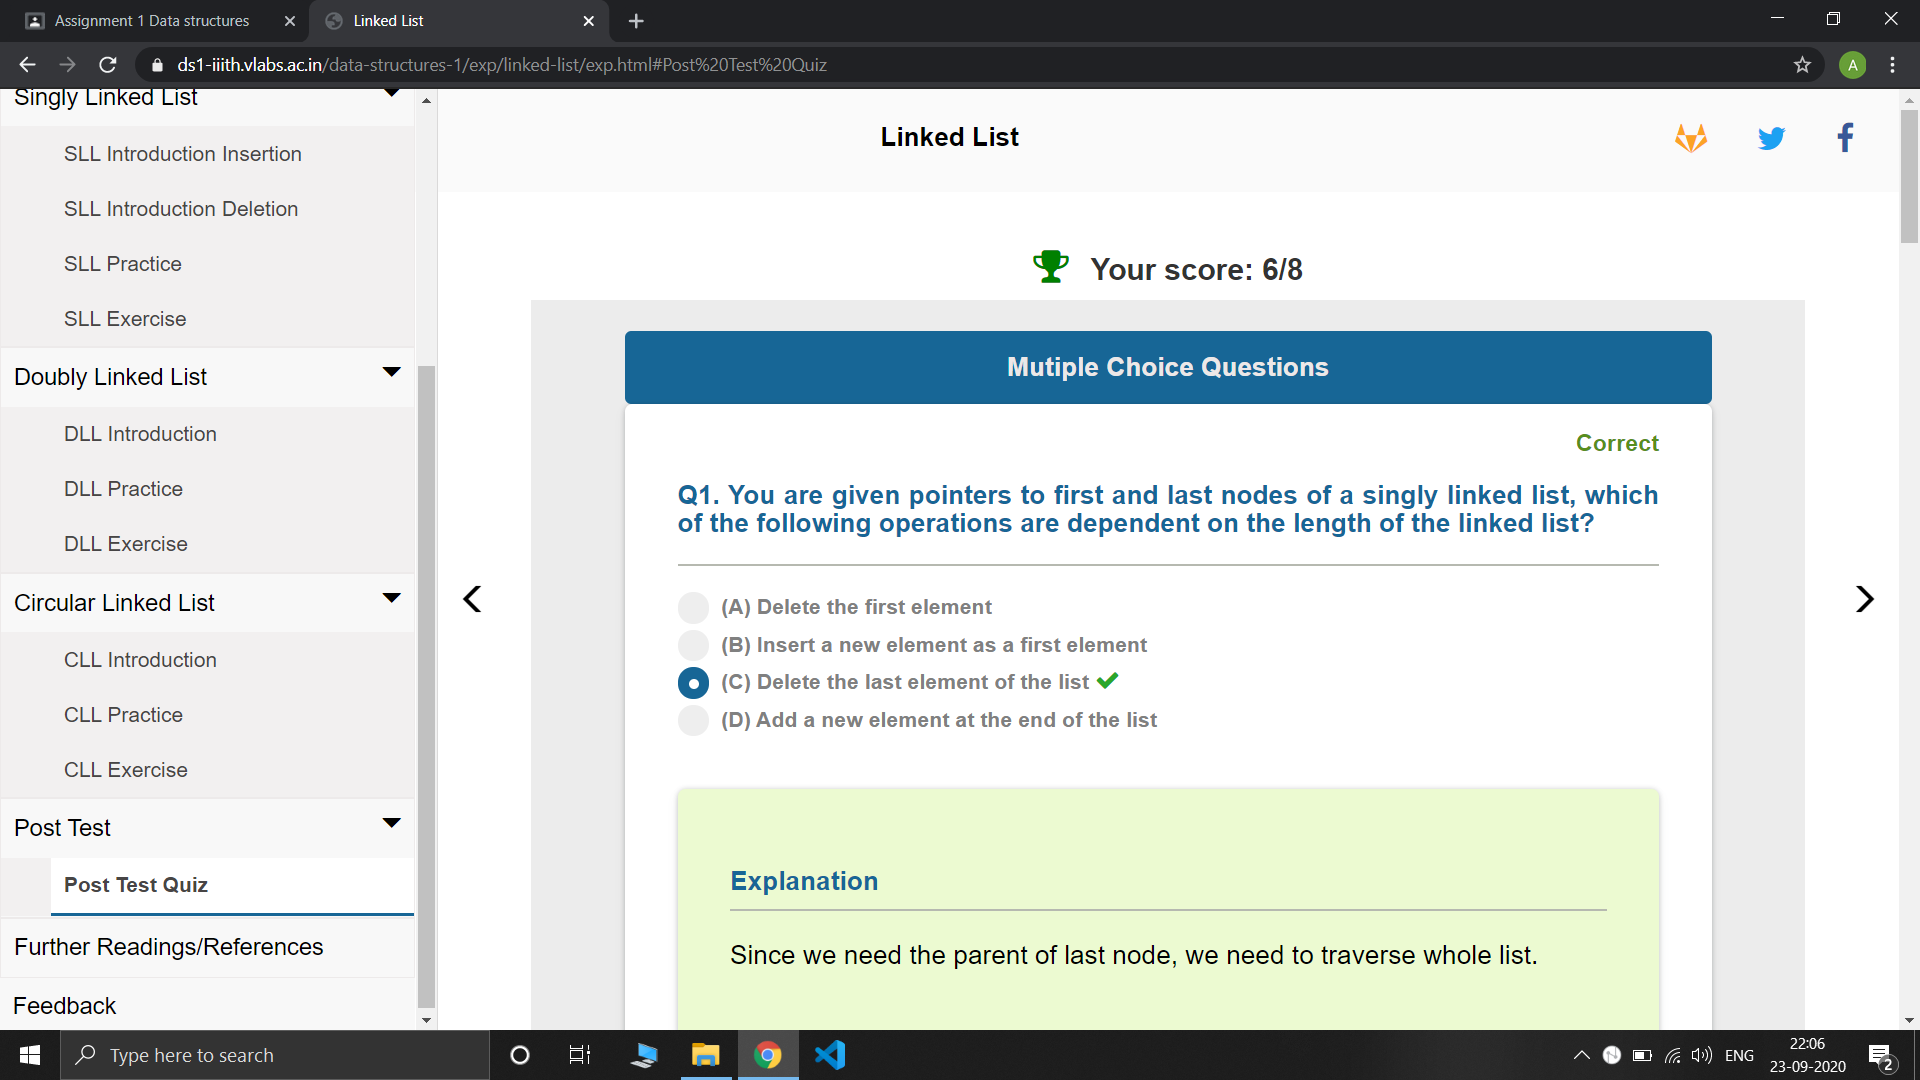 Assignment 1 Data structures
Linked List
ds1-iiith.vlabs.ac.in/data-structures-1/exp/linked-list/exp.html#Post%20Test%20Quiz
A
Singly Linked List
SLL Introduction Insertion
SLL Introduction Deletion
SLL Practice
SLL Exercise
Doubly Linked List
DLL Introduction
DLL Practice
DLL Exercise
Circular Linked List
CLL Introduction
CLL Practice
CLL Exercise
Post Test
Post Test Quiz
Further Readings/References
Feedback
Linked List
Your score: 6/8
Mutiple Choice Questions
Correct
Q1. You are given pointers to first and last nodes of a singly linked list, which
of the following operations are dependent on the length of the linked list?
(A) Delete the first element
(B) Insert a new element as a first element
(C) Delete the last element of the list
(D) Add a new element at the end of the list
Explanation
Since we need the parent of last node, we need to traverse whole list.
Type here to search
ENG
22:06
23-09-2020
2